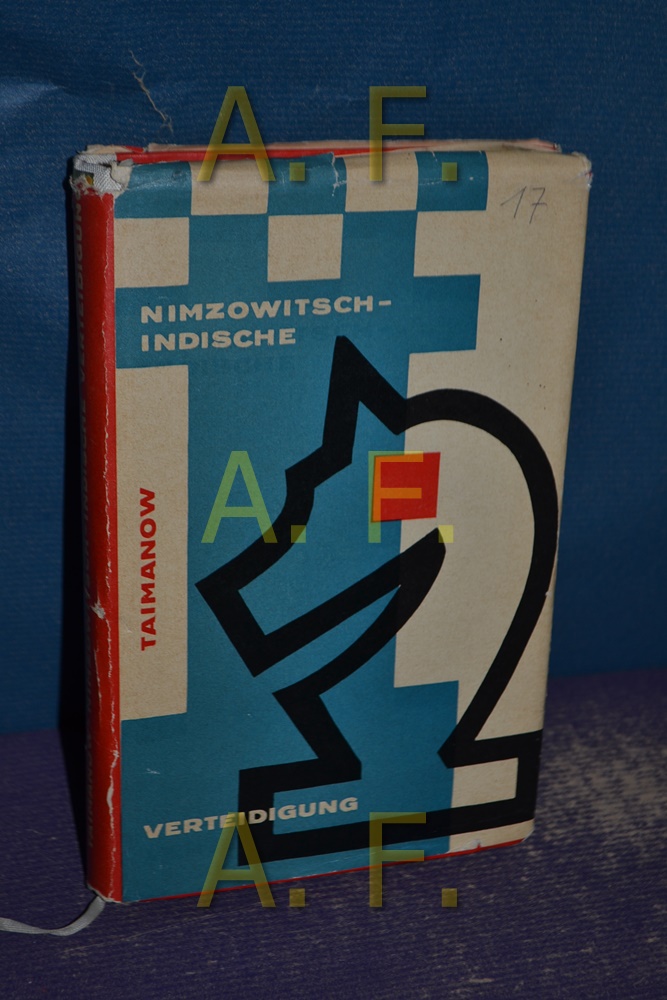 A. F.
17
NIMZOWITSCH-
INDISCHE
A. F.
TAIMANOW
VERTEIDIGUNG
A. F.